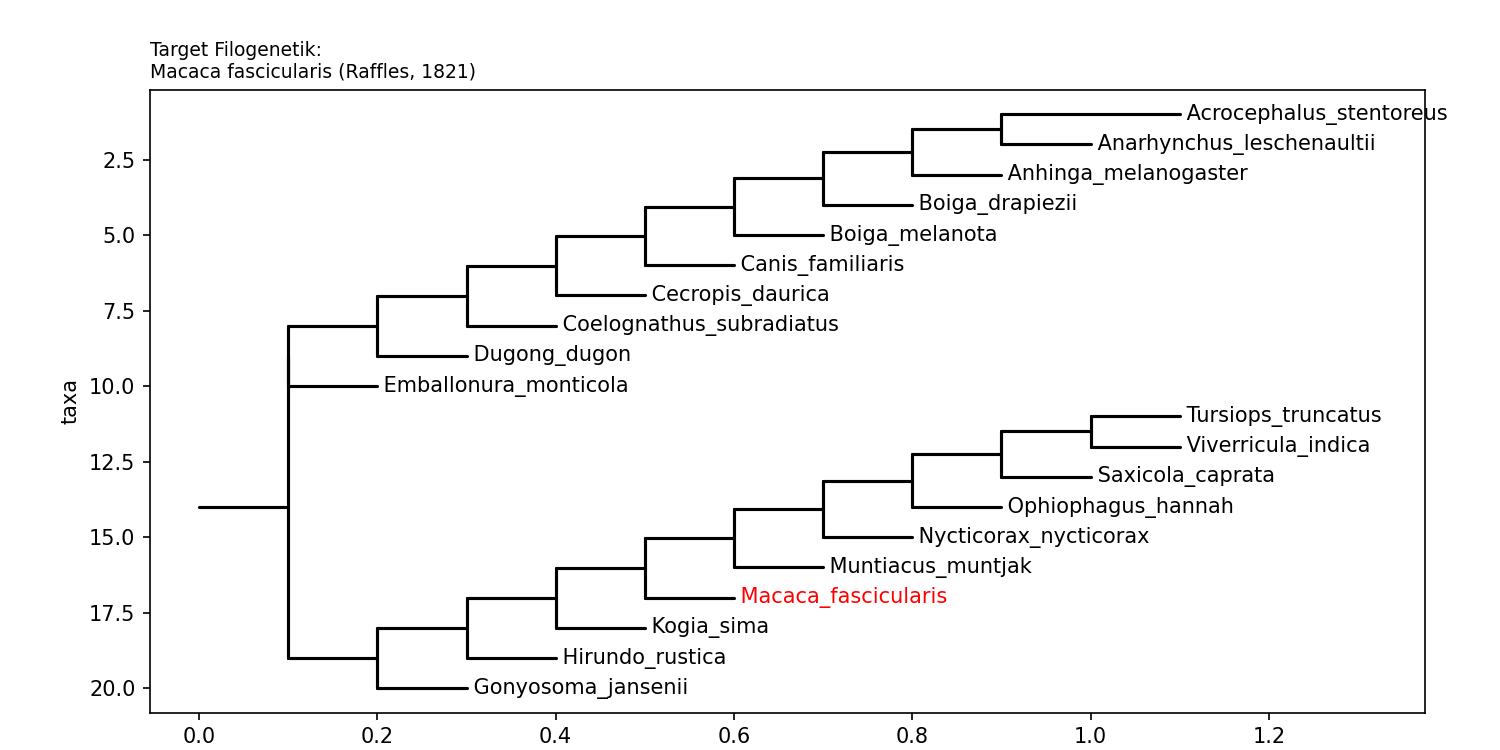 Target Filogenetik:
Macaca fascicularis (Raffles, 1821)
Acrocephalus_stentoreus
Anarhynchus_leschenaultii
2.5
Anhinga_melanogaster
Boiga_drapiezii
5.0
Boiga_melanota
Canis_familiaris
Cecropis_daurica
7.5
Coelognathus_subradiatus
Dugong_dugon
10.0
Emballonura_monticola
taxa
Tursiops_truncatus
Viverricula_indica
12.5
Saxicola_caprata
Ophiophagus_hannah
15.0
Nycticorax_nycticorax
Muntiacus_muntjak
Macaca_fascicularis
17.5
Kogia_sima
Hirundo_rustica
20.0
Gonyosoma_jansenii
0.0 0.2 0.4 0.6 0.8 1.0 1.2